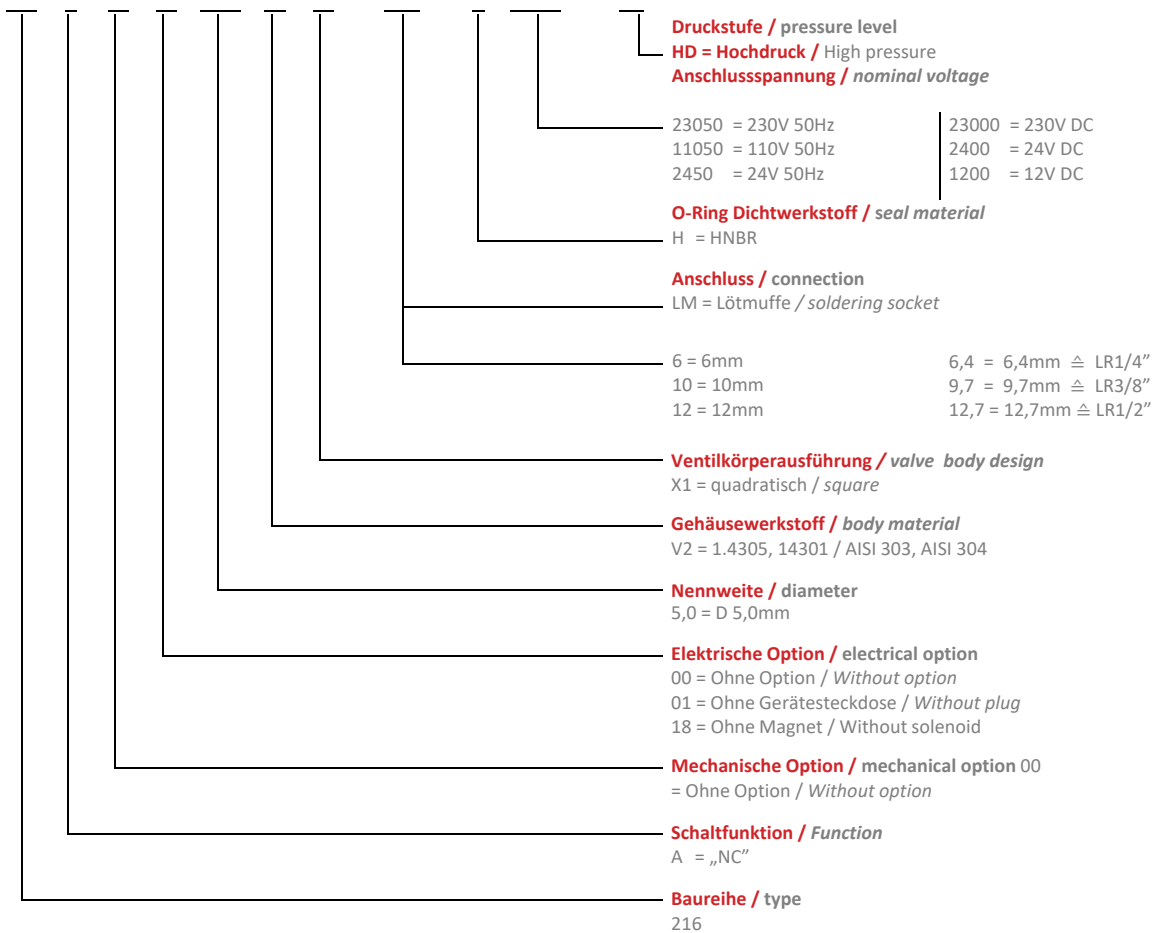 Druckstufe / pressure level
HD = Hochdruck / High pressure
Anschlussspannung / nominal voltage
23050 = 230V 50Hz 23000 = 230V DC
11050 = 110V 50Hz 2400 = 24V DC
2450 = 24V 50Hz 1200 = 12V DC
O-Ring Dichtwerkstoff / seal material
H = HNBR
Anschluss / connection
LM = Lötmuffe / soldering socket
6 = 6mm 6,4 = 6,4mm ≙ LR1/4”
10 = 10mm 9,7 = 9,7mm ≙ LR3/8”
12 = 12mm 12,7 = 12,7mm ≙ LR1/2”
Ventilkörperausführung / valve body design
X1 = quadratisch / square
Gehäusewerkstoff / body material
V2 = 1.4305, 14301 / AISI 303, AISI 304
Nennweite / diameter
5,0 = D 5,0mm
Elektrische Option / electrical option
00 = Ohne Option / Without option
01 = Ohne Gerätesteckdose / Without plug
18 = Ohne Magnet / Without solenoid
Mechanische Option / mechanical option 00
= Ohne Option / Without option
Schaltfunktion / Function
A = „NC”
Baureihe / type
216